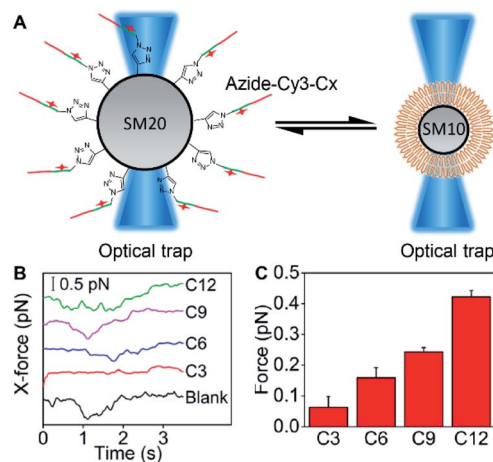 A
SM20
Azide-Cy3-Cx
SM10
Optical trap
Optical trap
B
0.5 pN
C12
C9
C6
C3
Blank
X-force (pN)
0 1 2 3
Time (s)
C
Force (pN)
0.5
0.4
0.3
0.2
0.1
0.0
C3 C6 C9 C12